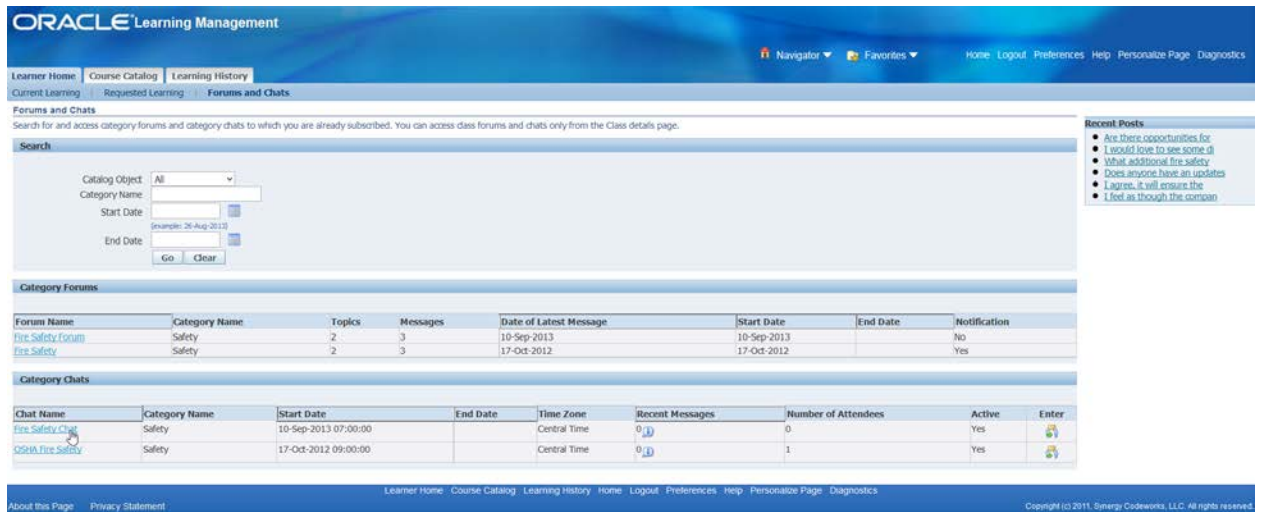 ORACLE Learning Management
Navigator Favorites Home Logout Preferences Help Personalize Page Diagnostics
Learner Home Course Catalog Learning History
Current Learning Requested Learning Forums and Chats
Forums and Chats
Search for and access category forums and category chats to which you are already subscribed. You can access class forums and chats only from the Class details page.
Search
Catalog Object All
Category Name
Start Date
(example: 26-Aug-2013)
End Date
Go Clear
Recent Posts
Are there opportunities for
I would love to see some di
What additional fire safety
Does anyone have an updates
I agree, it will ensure the
I feel as though the compan
Category Forums
Forum Name Category Name Topics Messages Date of Latest Message Start Date End Date Notification
Fire Safety Forum Safety 2 3 10-Sep-2013 10-Sep-2013 No
Fire Safety Safety 2 3 17-Oct-2012 17-Oct-2012 Yes
Category Chats
Chat Name Category Name Start Date End Date Time Zone Recent Messages Number of Attendees Active Enter
Fire Safety Chat Safety 10-Sep-2013 07:00:00 Central Time 0 0 Yes
OSHA Fire Safety Safety 17-Oct-2012 09:00:00 Central Time 0 1 Yes
Learner Home Course Catalog Learning History Home Logout Preferences Help Personalize Page Diagnostics
About this Page Privacy Statement Copyright (c) 2011, Synergy Codeworks, LLC. All rights reserved.